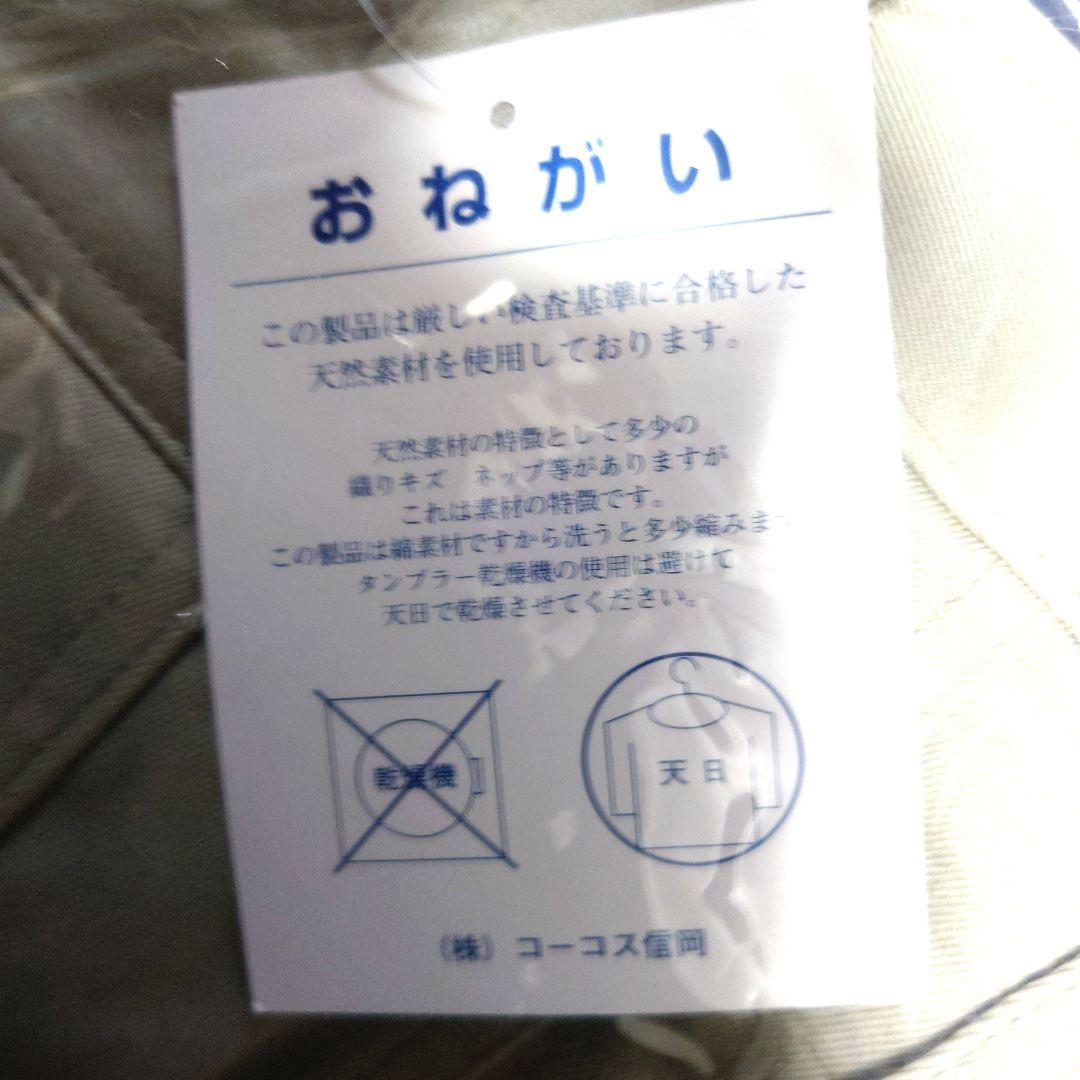 おねがい
この製品は厳しい検査基準に合格した
天然素材を使用しております。
天然素材の特徴として多少の
織りキズ ネップ等がありますが
これは素材の特徴です。
この製品は綿素材ですから洗うと多少縮みます
タンブラー乾燥機の使用は避けて
天日で乾燥させてください。
乾燥機
天日
(株) コーコス信岡